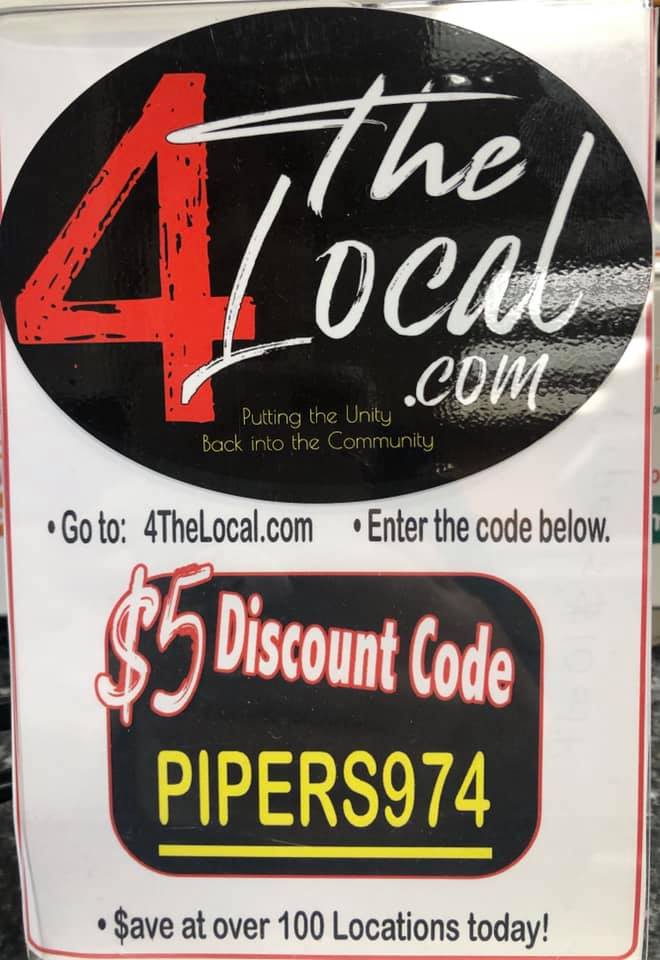 4 The
Local
.com
Putting the Unity
Back into the Community
• Go to: 4TheLocal.com • Enter the code below.
$5 Discount Code
PIPERS974
• $ave at over 100 Locations today!